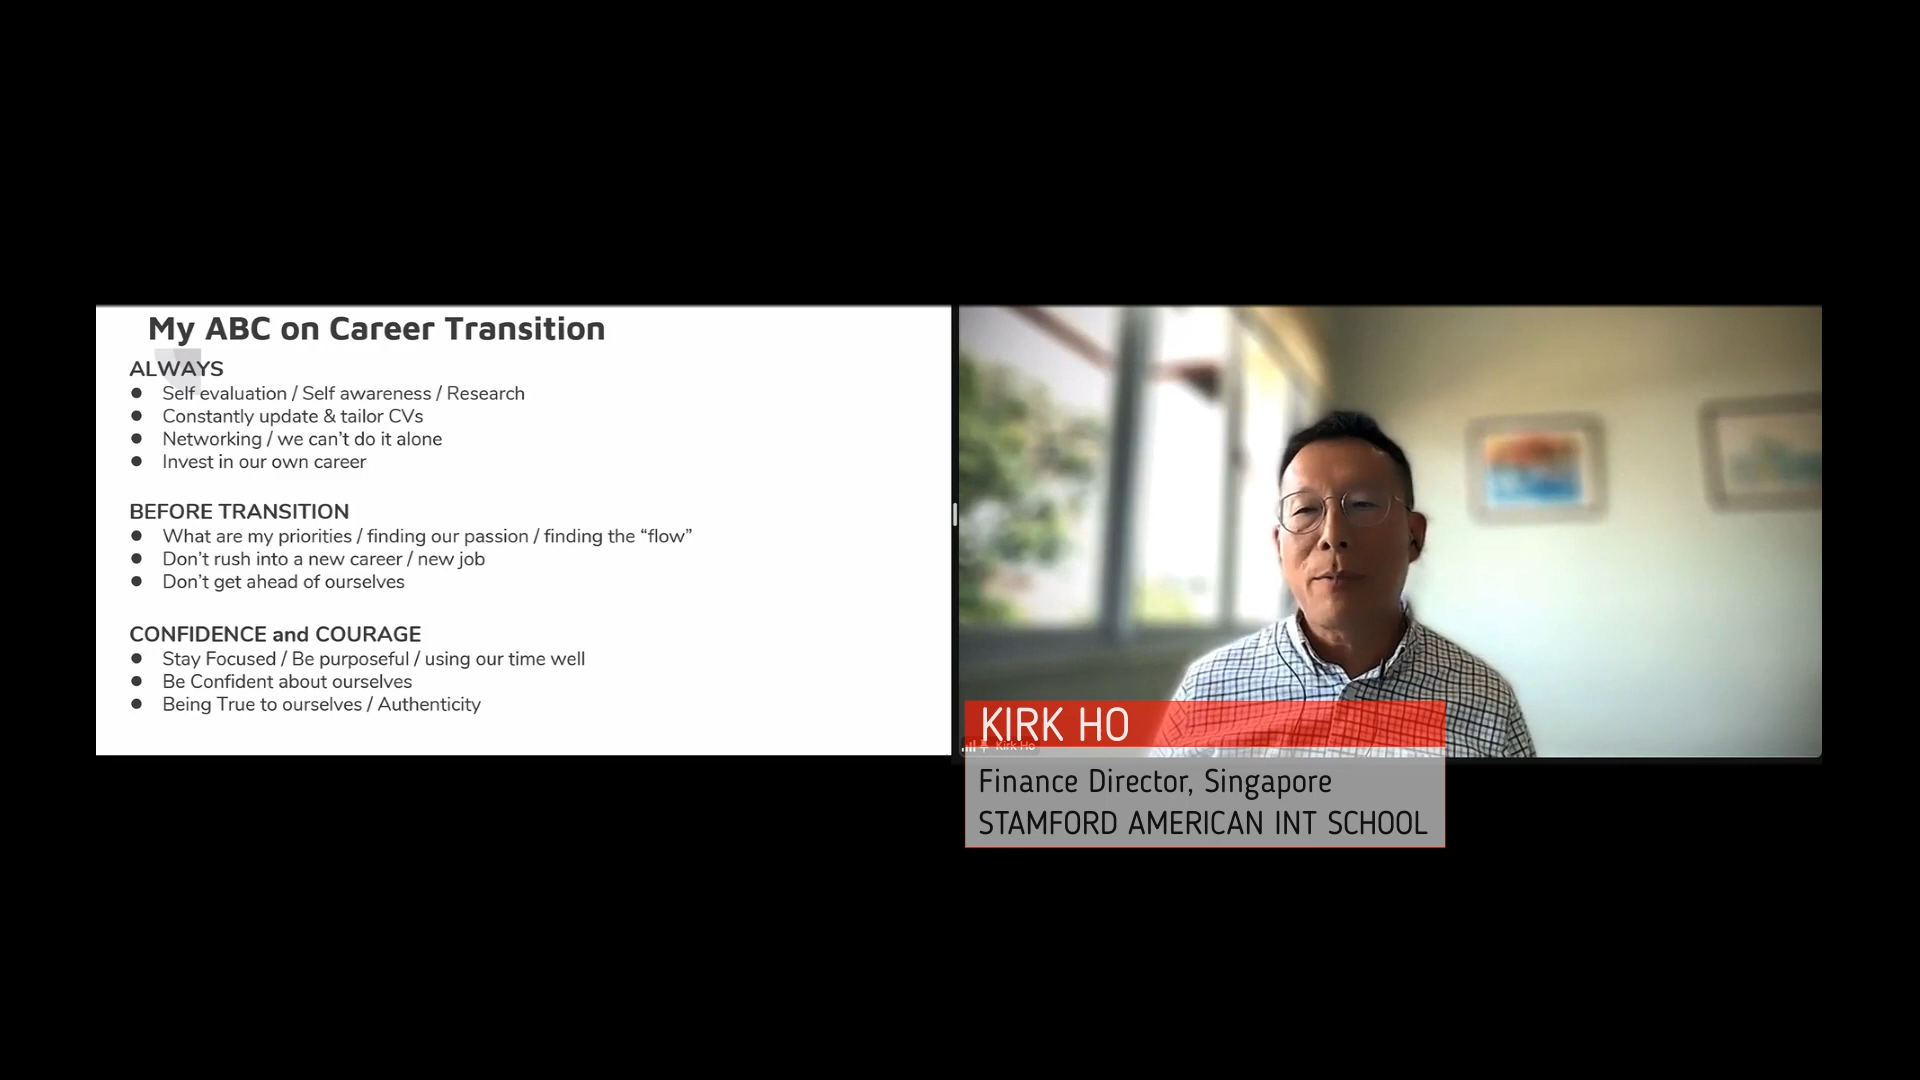 My ABC on Career Transition
ALWAYS
● Self evaluation / Self awareness / Research
● Constantly update & tailor CVs
● Networking / we can’t do it alone
● Invest in our own career
BEFORE TRANSITION
● What are my priorities / finding our passion / finding the “flow”
● Don’t rush into a new career / new job
● Don’t get ahead of ourselves
CONFIDENCE and COURAGE
● Stay Focused / Be purposeful / using our time well
● Be Confident about ourselves
● Being True to ourselves / Authenticity
KIRK HO
Kirk Ho
Finance Director, Singapore
STAMFORD AMERICAN INT SCHOOL